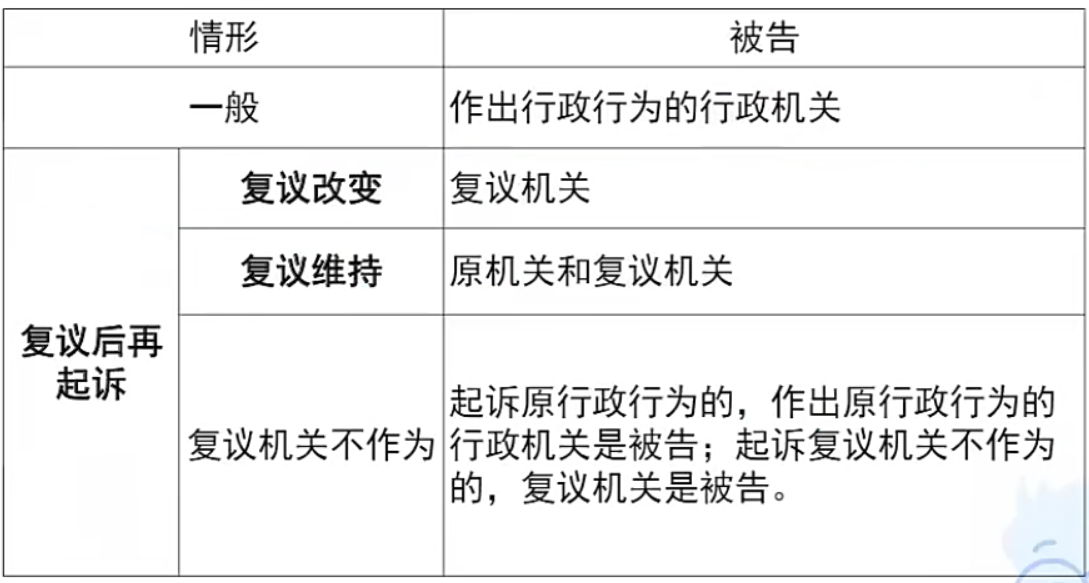 情形 被告
一般 作出行政行为的行政机关
复议后再
起诉
复议改变 复议机关
复议维持 原机关和复议机关
复议机关不作为
起诉原行政行为的，作出原行政行为的
行政机关是被告；起诉复议机关不作为
的，复议机关是被告。